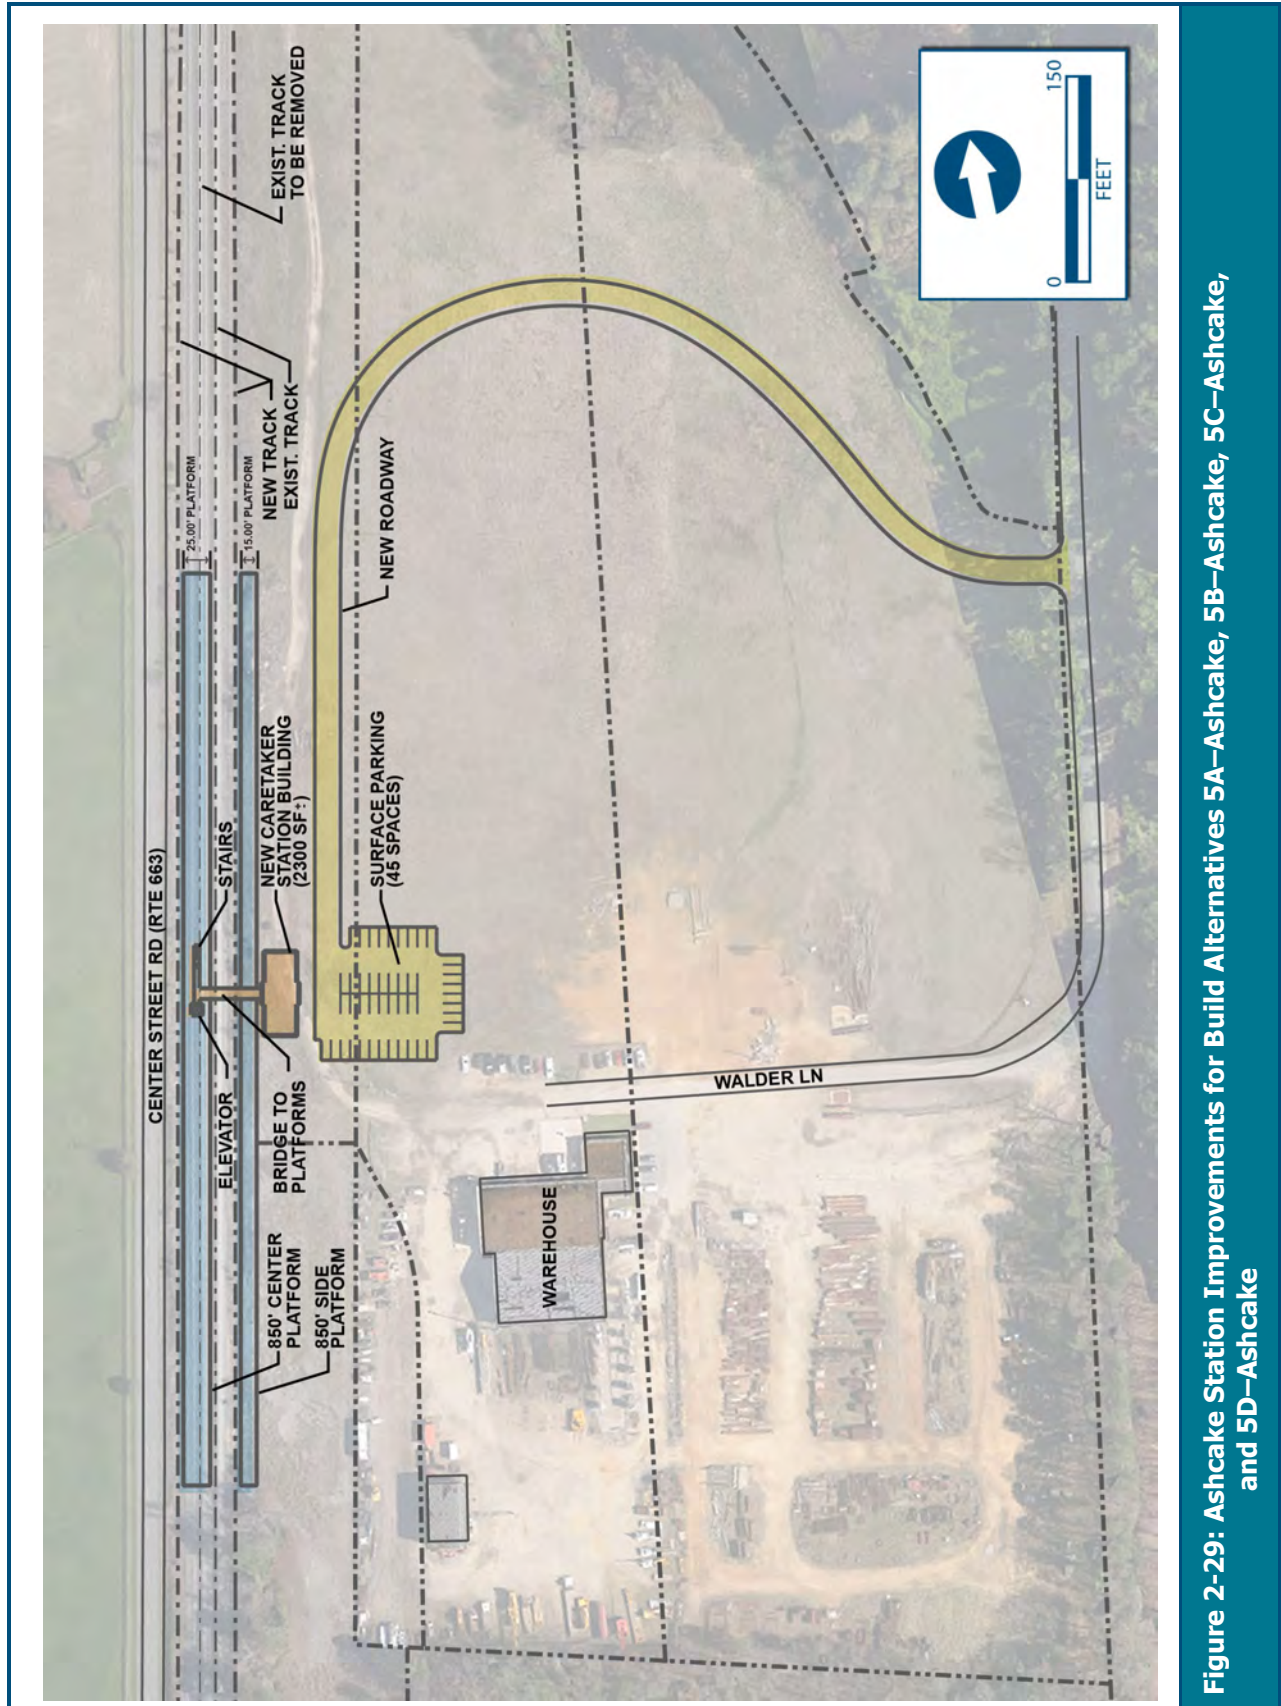 CENTER STREET RD (RTE 663)
850' CENTER
PLATFORM
850' SIDE
PLATFORM
ELEVATOR
BRIDGE TO
PLATFORMS
STAIRS
NEW CARETAKER
STATION BUILDING
(2300 SF±)
SURFACE PARKING
(45 SPACES)
25.00' PLATFORM
15.00' PLATFORM
NEW TRACK
EXIST. TRACK
EXIST. TRACK
TO BE REMOVED
NEW ROADWAY
WAREHOUSE
WALDER LN
0
150
FEET
Figure 2-29: Ashcake Station Improvements for Build Alternatives 5A–Ashcake, 5B–Ashcake, 5C–Ashcake,
and 5D–Ashcake